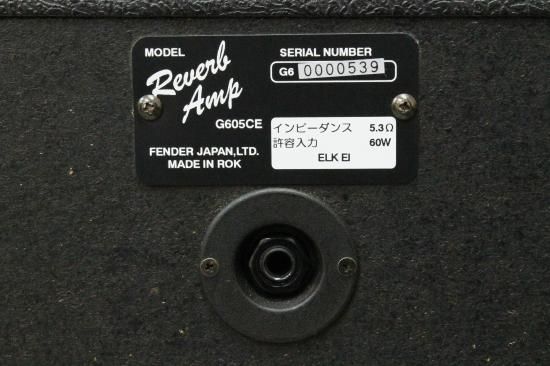 MODEL
Reverb
Amp
G605CE
FENDER JAPAN,LTD.
MADE IN ROK
SERIAL NUMBER
G6 0000539
インピーダンス 5.3Ω
許容入力 60W
ELK EI